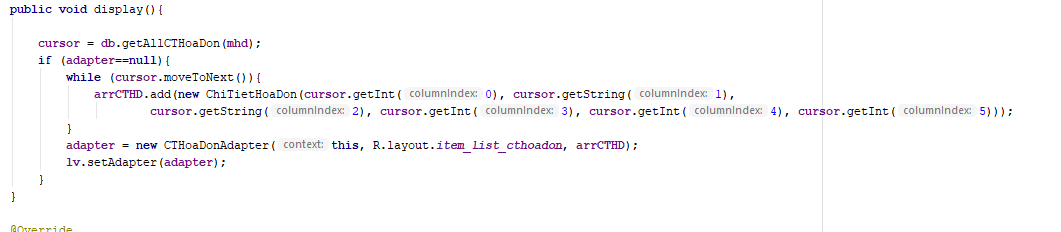 public void display(){
cursor = db.getAllCTHoaDon(mhd);
if (adapter==null){
while (cursor.moveToNext()){
arrCTHD.add(new ChiTietHoaDon(cursor.getInt( columnIndex: 0), cursor.getString( columnIndex: 1),
cursor.getString( columnIndex: 2), cursor.getInt( columnIndex: 3), cursor.getInt( columnIndex: 4), cursor.getInt( columnIndex: 5)));
}
adapter = new CTHoaDonAdapter( context: this, R.layout.item_list_cthoadon, arrCTHD);
lv.setAdapter(adapter);
}
}
@Override